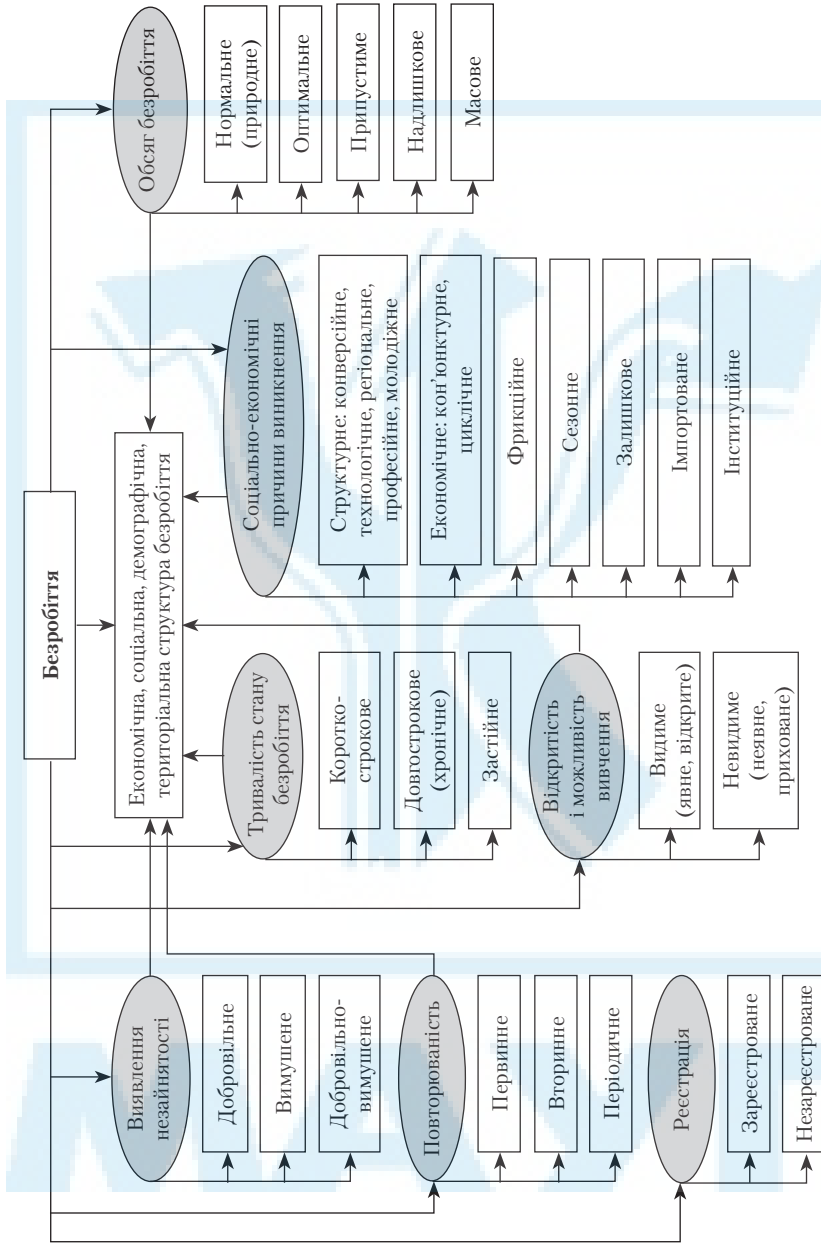 Безробіття
Економічна, соціальна, демографічна,
територіальна структура безробіття
Виявлення
незайнятості
Добровільне
Вимушене
Добровільно-
вимушене
Повторюваність
Первинне
Вторинне
Періодичне
Реєстрація
Зареєстроване
Незареєстроване
Тривалість стану
безробіття
Коротко-
строкове
Довгострокове
(хронічне)
Застійне
Відкритість
і можливість
вивчення
Видиме
(явне, відкрите)
Невидиме
(неявне,
приховане)
Соціально-економічні
причини виникнення
Структурне: конверсійне,
технологічне, регіональне,
професійне, молодіжне
Економічне: кон’юнктурне,
циклічне
Фрикційне
Сезонне
Залишкове
Імпортоване
Інституційне
Обсяг безробіття
Нормальне
(природне)
Оптимальне
Припустиме
Надлишкове
Масове